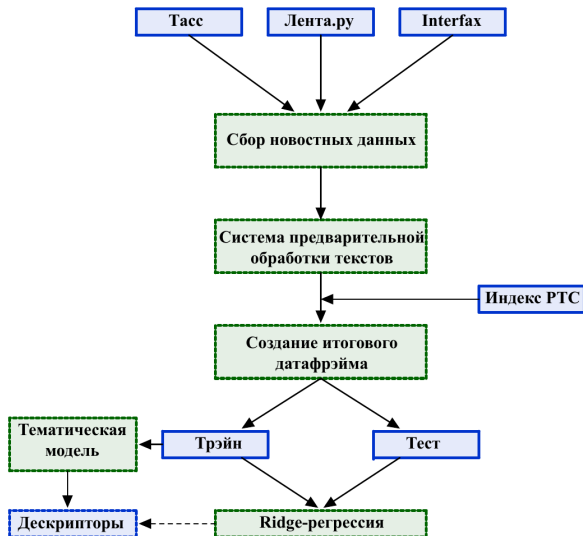 Тасс
Лента.ру
Interfax
Сбор новостных данных
Система предварительной
обработки текстов
Индекс РТС
Создание итогового
датафрэйма
Тематическая
модель
Трэйн
Тест
Дескрипторы
Ridge-регрессия